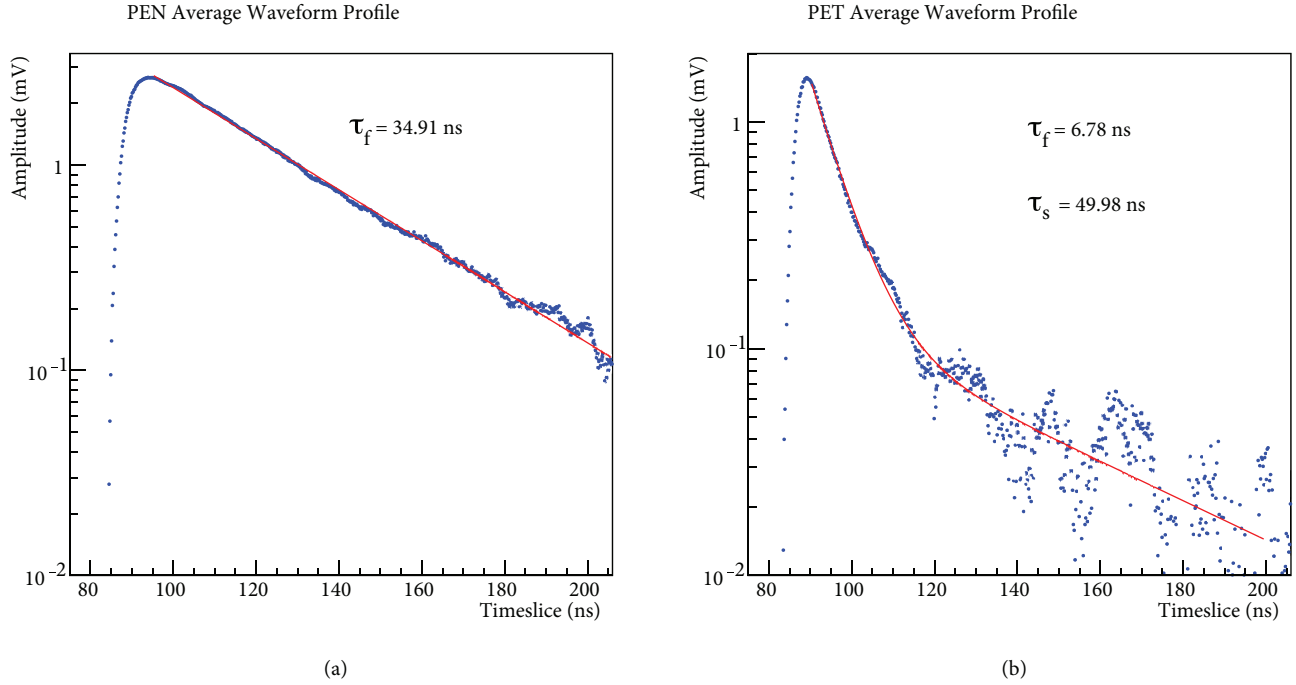 PEN Average Waveform Profile
Amplitude (mV)
1
10⁻¹
10⁻²
τf = 34.91 ns
80 100 120 140 160 180 200
Timeslice (ns)
(a)
PET Average Waveform Profile
Amplitude (mV)
1
10⁻¹
10⁻²
τf = 6.78 ns
τs = 49.98 ns
80 100 120 140 160 180 200
Timeslice (ns)
(b)